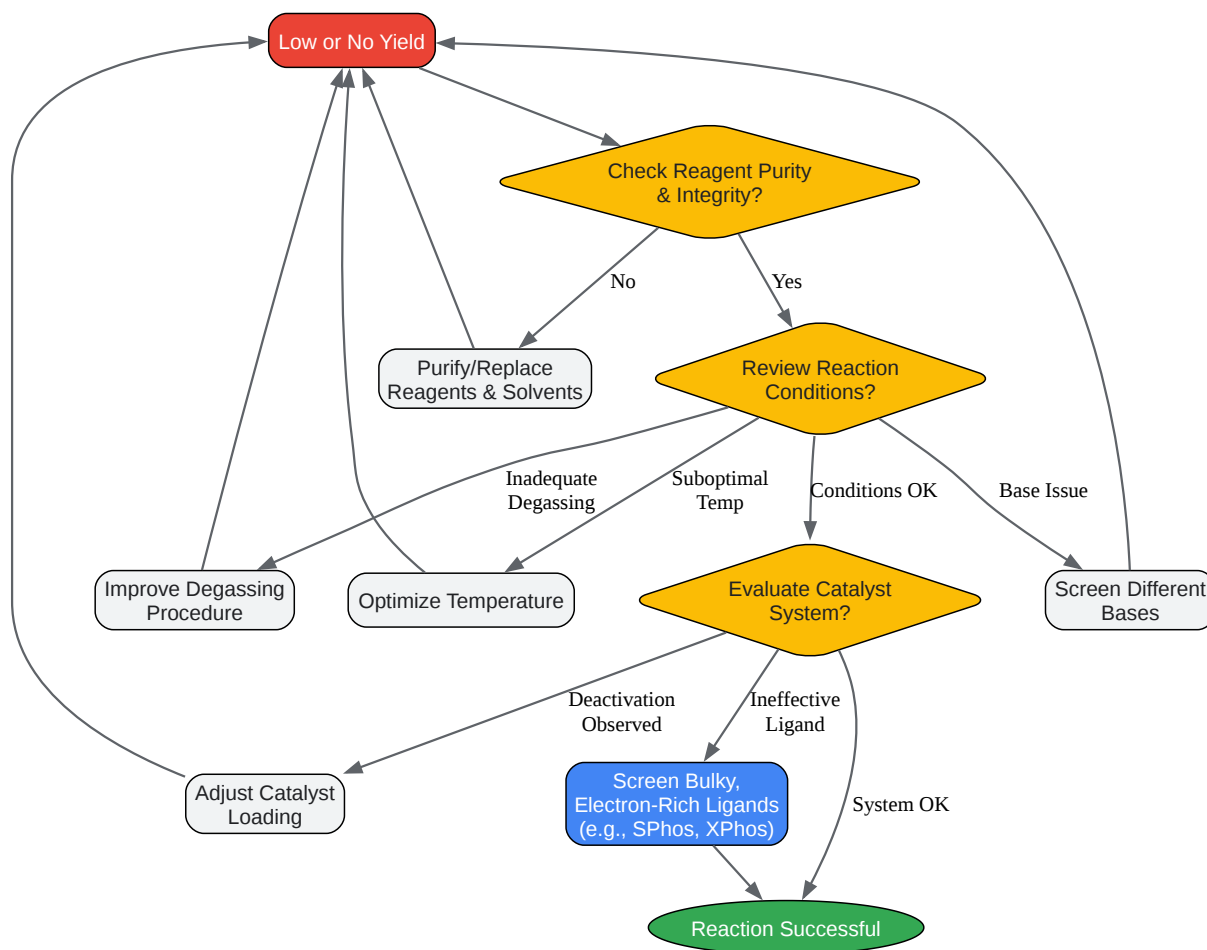 Low or No Yield
Check Reagent Purity
& Integrity?
No
Yes
Purify/Replace
Reagents & Solvents
Review Reaction
Conditions?
Inadequate
Degassing
Suboptimal
Temp
Conditions OK
Base Issue
Improve Degassing
Procedure
Optimize Temperature
Evaluate Catalyst
System?
Screen Different
Bases
Deactivation
Observed
Ineffective
Ligand
System OK
Adjust Catalyst
Loading
Screen Bulky,
Electron-Rich Ligands
(e.g., SPhos, XPhos)
Reaction Successful